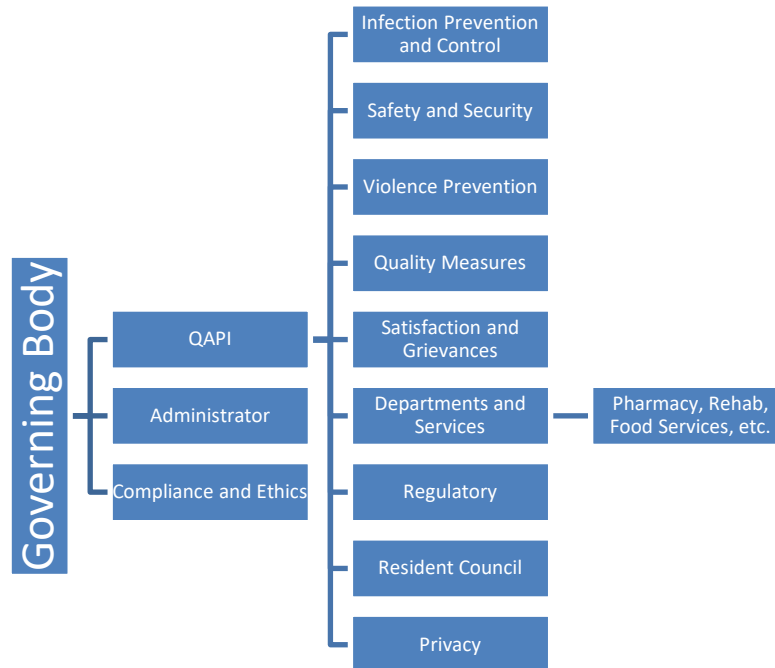 Governing Body
QAPI
Administrator
Compliance and Ethics
Infection Prevention
and Control
Safety and Security
Violence Prevention
Quality Measures
Satisfaction and
Grievances
Departments and
Services
Regulatory
Resident Council
Privacy
Pharmacy, Rehab,
Food Services, etc.